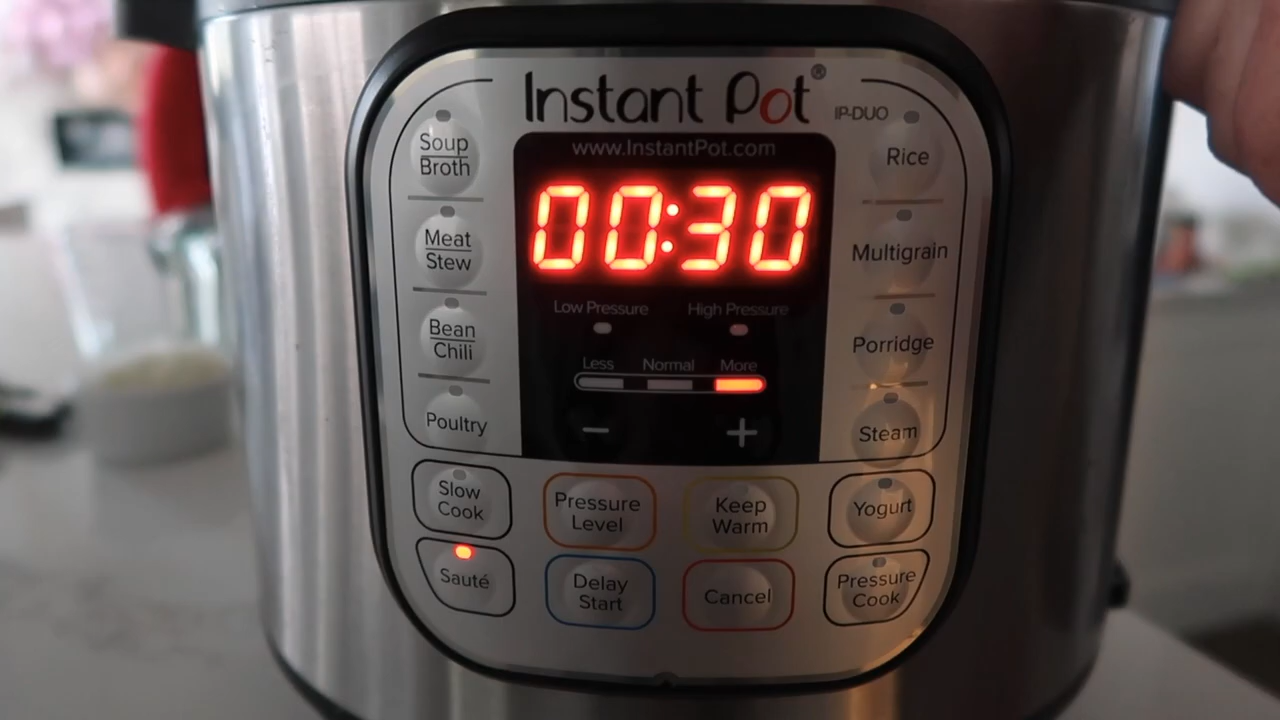 Instant Pot®
IP-DUO
www.InstantPot.com
00:30
Low Pressure
High Pressure
Less
Normal
More
−
+
Soup
Broth
Meat
Stew
Bean
Chili
Poultry
Rice
Multigrain
Porridge
Steam
Slow
Cook
Pressure
Level
Keep
Warm
Yogurt
Sauté
Delay
Start
Cancel
Pressure
Cook